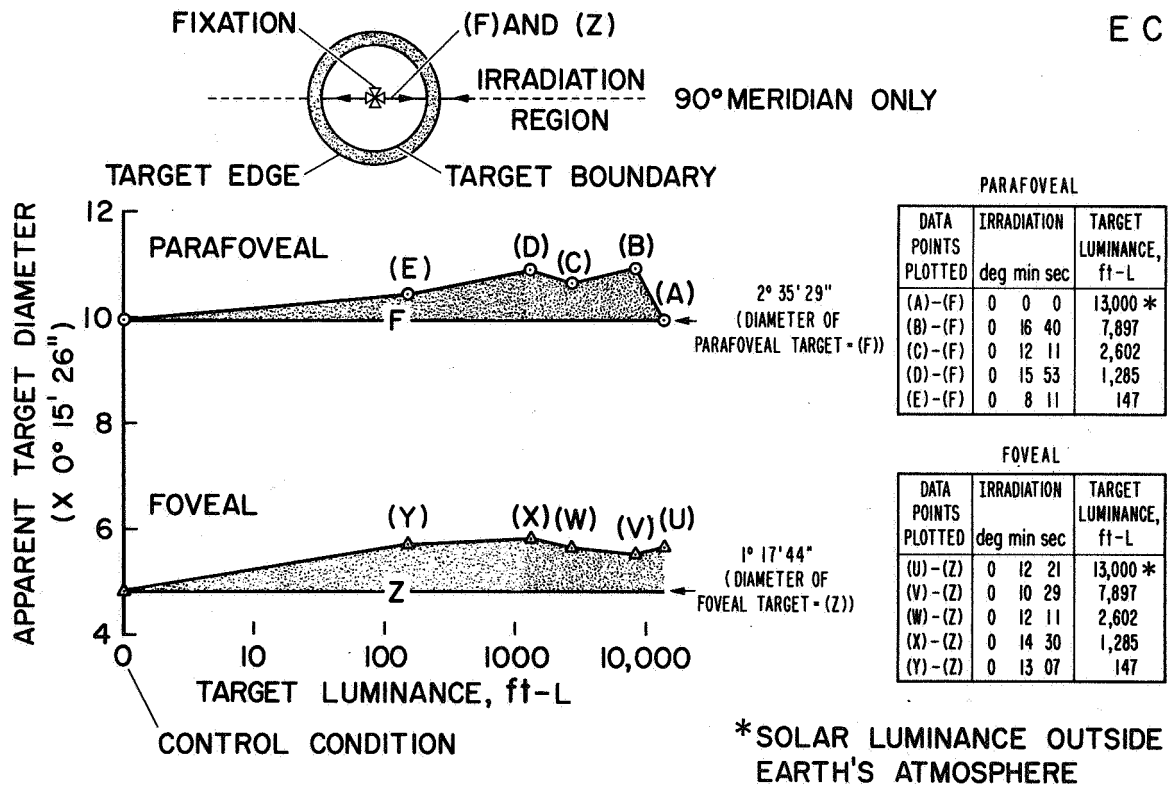 E C
FIXATION
(F) AND (Z)
IRRADIATION
REGION
90° MERIDIAN ONLY
TARGET EDGE
TARGET BOUNDARY
APPARENT TARGET DIAMETER
(X 0° 15' 26")
12
10
8
6
4
PARAFOVEAL
(E)
(D)
(C)
(B)
(A)
F
2° 35' 29"
(DIAMETER OF
PARAFOVEAL TARGET = (F))
FOVEAL
(Y)
(X)
(W)
(V)
(U)
Z
1° 17' 44"
(DIAMETER OF
FOVEAL TARGET = (Z))
0 10 100 1000 10,000
TARGET LUMINANCE, ft-L
CONTROL CONDITION
PARAFOVEAL
DATA POINTS PLOTTED IRRADIATION deg min sec TARGET LUMINANCE, ft-L
(A)-(F) 0 0 0 13,000 *
(B)-(F) 0 16 40 7,897
(C)-(F) 0 12 11 2,602
(D)-(F) 0 15 53 1,285
(E)-(F) 0 8 11 147
FOVEAL
DATA POINTS PLOTTED IRRADIATION deg min sec TARGET LUMINANCE, ft-L
(U)-(Z) 0 12 21 13,000 *
(V)-(Z) 0 10 29 7,897
(W)-(Z) 0 12 11 2,602
(X)-(Z) 0 14 30 1,285
(Y)-(Z) 0 13 07 147
* SOLAR LUMINANCE OUTSIDE
EARTH'S ATMOSPHERE